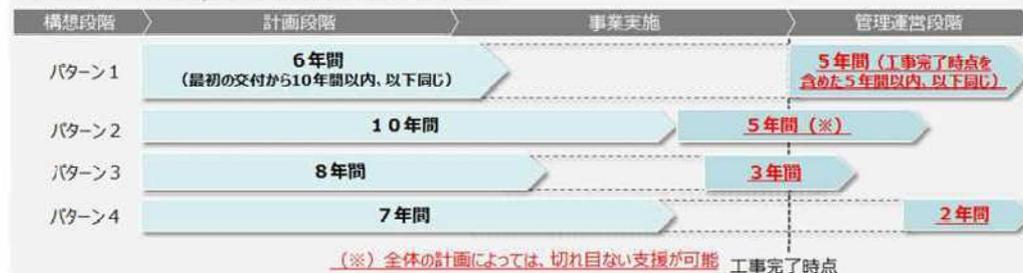 構想段階 計画段階 事業実施 管理運営段階
パターン1 6年間 5年間(工事完了時点を
(最初の交付から10年間以内、以下同じ) 含めた5年間以内、以下同じ)
パターン2 10年間 5年間(※)
パターン3 8年間 3年間
パターン4 7年間 2年間
(※)全体の計画によっては、切れ目ない支援が可能 工事完了時点